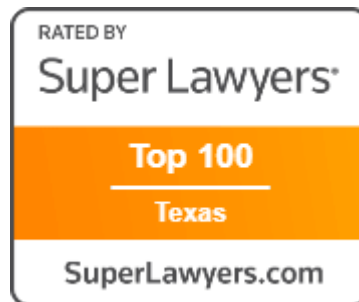 RATED BY
Super Lawyers®
Top 100
Texas
SuperLawyers.com